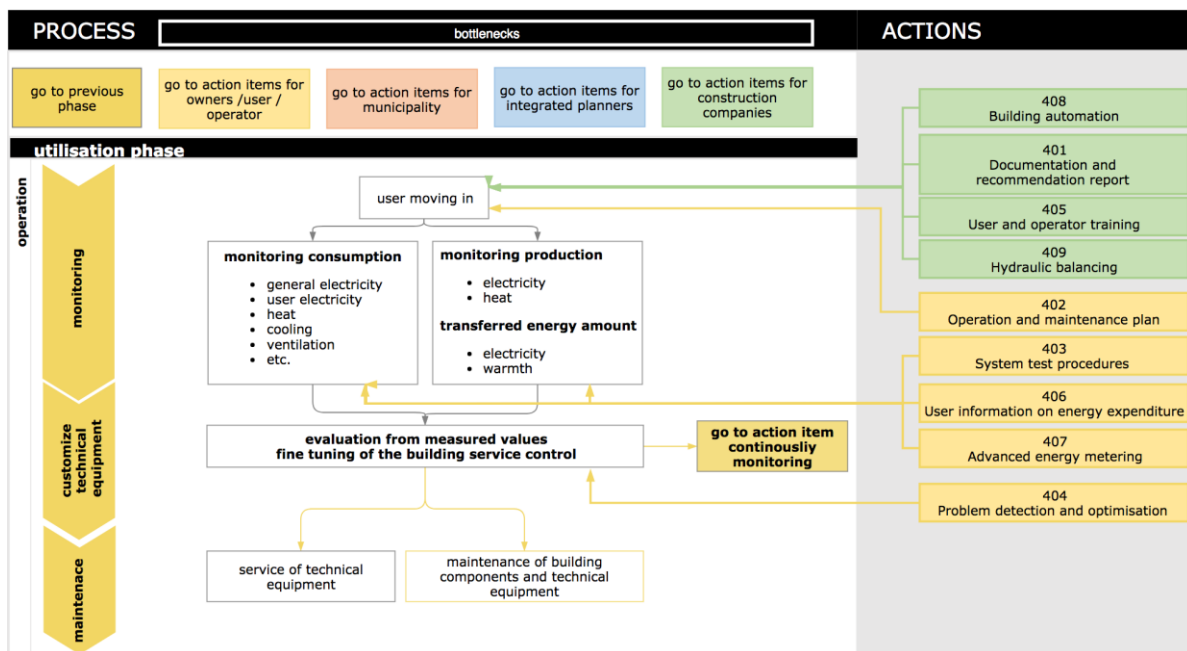 PROCESS
bottlenecks
ACTIONS
go to previous
phase
go to action items for
owners /user /
operator
go to action items for
municipality
go to action items for
integrated planners
go to action items for
construction
companies
utilisation phase
operation
monitoring
customize
technical
equipment
maintenace
user moving in
monitoring consumption
• general electricity
• user electricity
• heat
• cooling
• ventilation
• etc.
monitoring production
• electricity
• heat
transferred energy amount
• electricity
• warmth
evaluation from measured values
fine tuning of the building service control
go to action item
continously
monitoring
service of technical
equipment
maintenance of building
components and technical
equipment
408
Building automation
401
Documentation and
recommendation report
405
User and operator training
409
Hydraulic balancing
402
Operation and maintenance plan
403
System test procedures
406
User information on energy expenditure
407
Advanced energy metering
404
Problem detection and optimisation